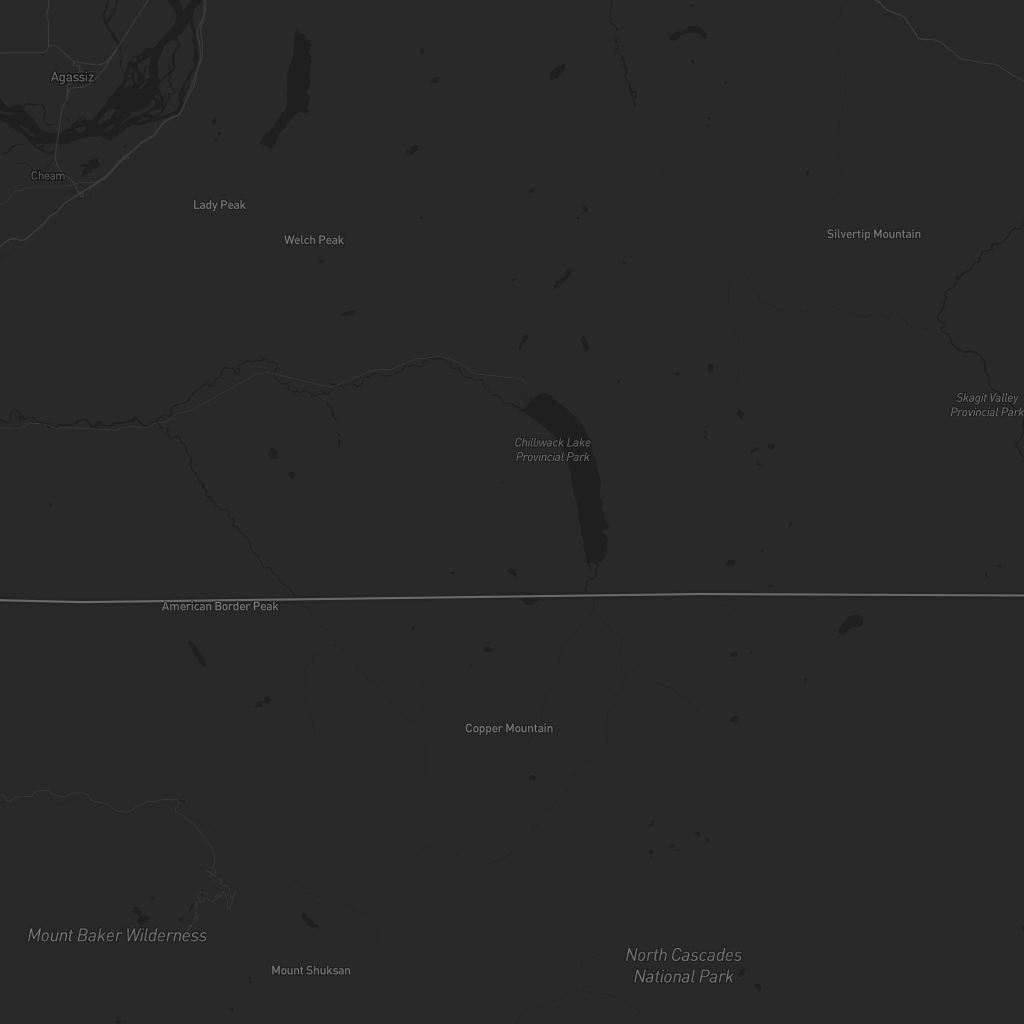 Agassiz
Cheam
Lady Peak
Welch Peak
Silvertip Mountain
Skagit Valley
Provincial Park
Chilliwack Lake
Provincial Park
American Border Peak
Copper Mountain
Mount Baker Wilderness
North Cascades
National Park
Mount Shuksan